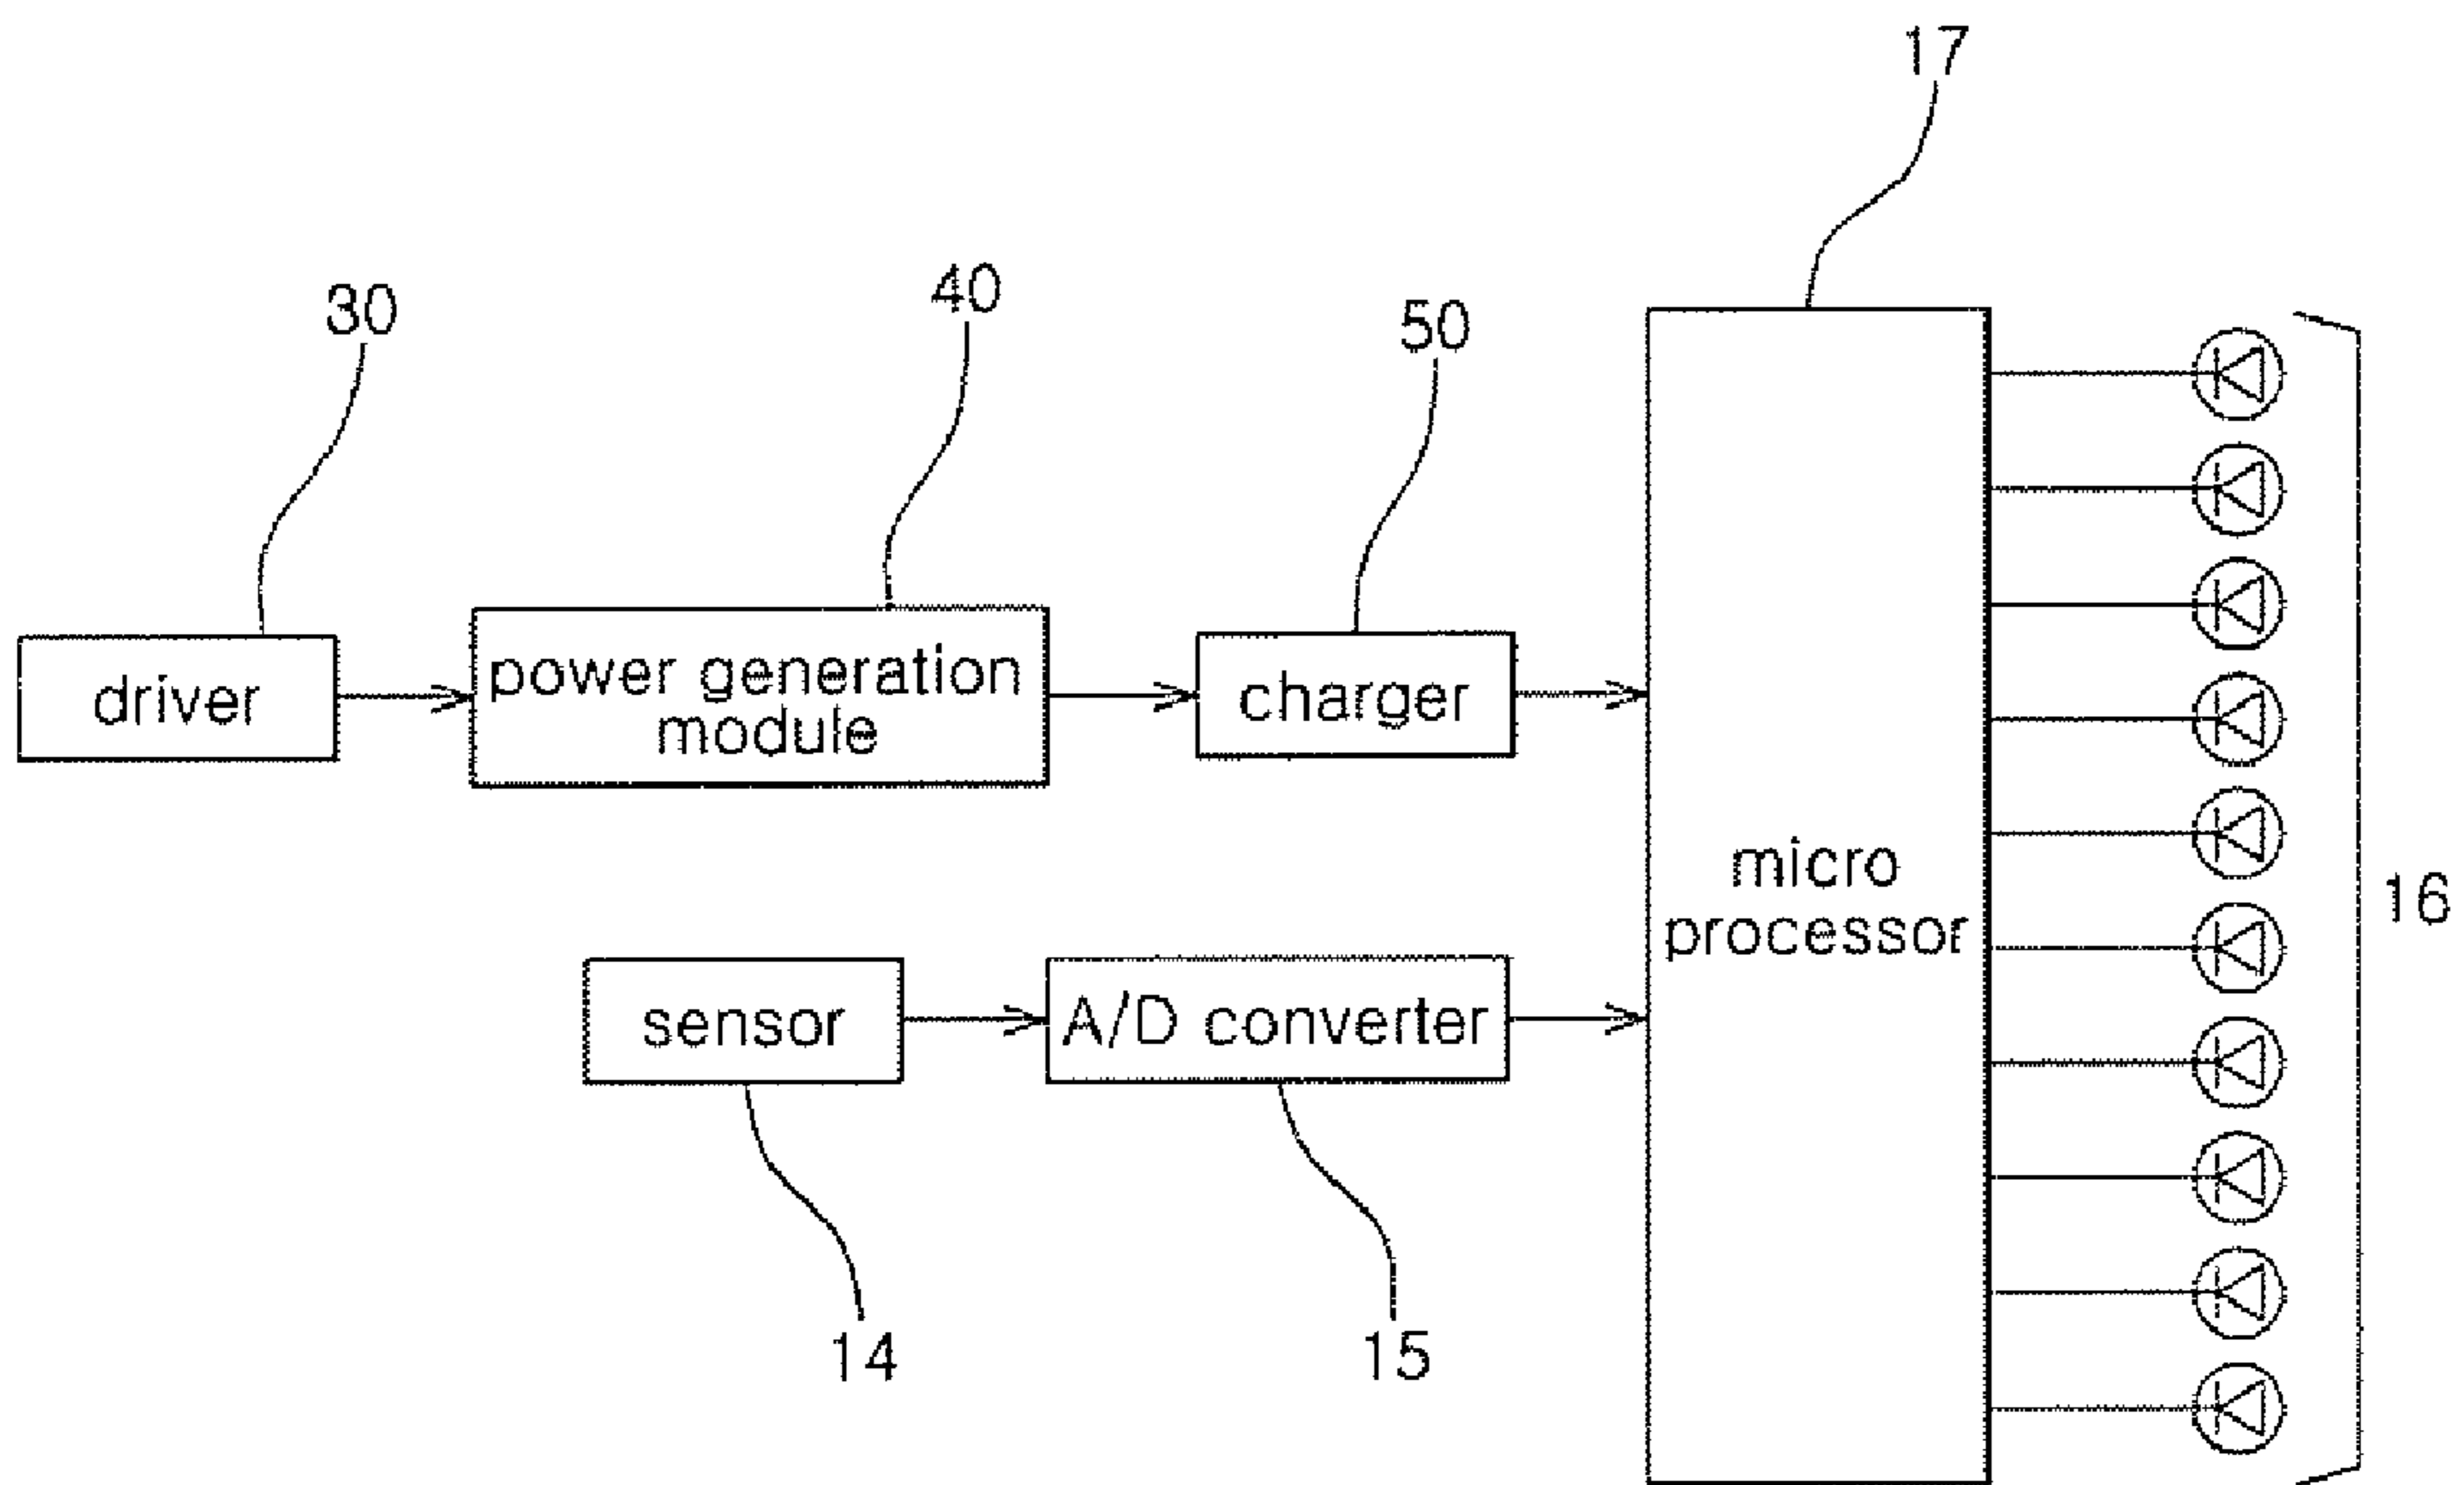 17
40
30
50
power generation
module
driver
charger
micro
processor
16
sensor
A/D converter
14
15